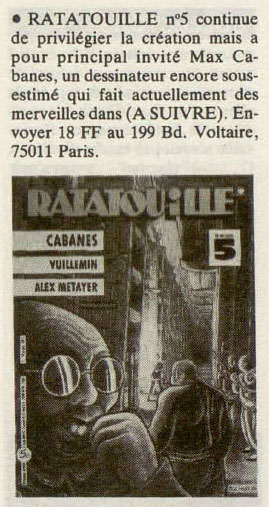 • RATATOUILLE n°5 continue
de privilégier la création mais a
pour principal invité Max Ca-
banes, un dessinateur encore sous-
estimé qui fait actuellement des
merveilles dans (A SUIVRE). En-
voyer 18 FF au 199 Bd. Voltaire,
75011 Paris.
RATATOUiLLE
CABANES
VUILLEMIN
ALEX METAYER
5